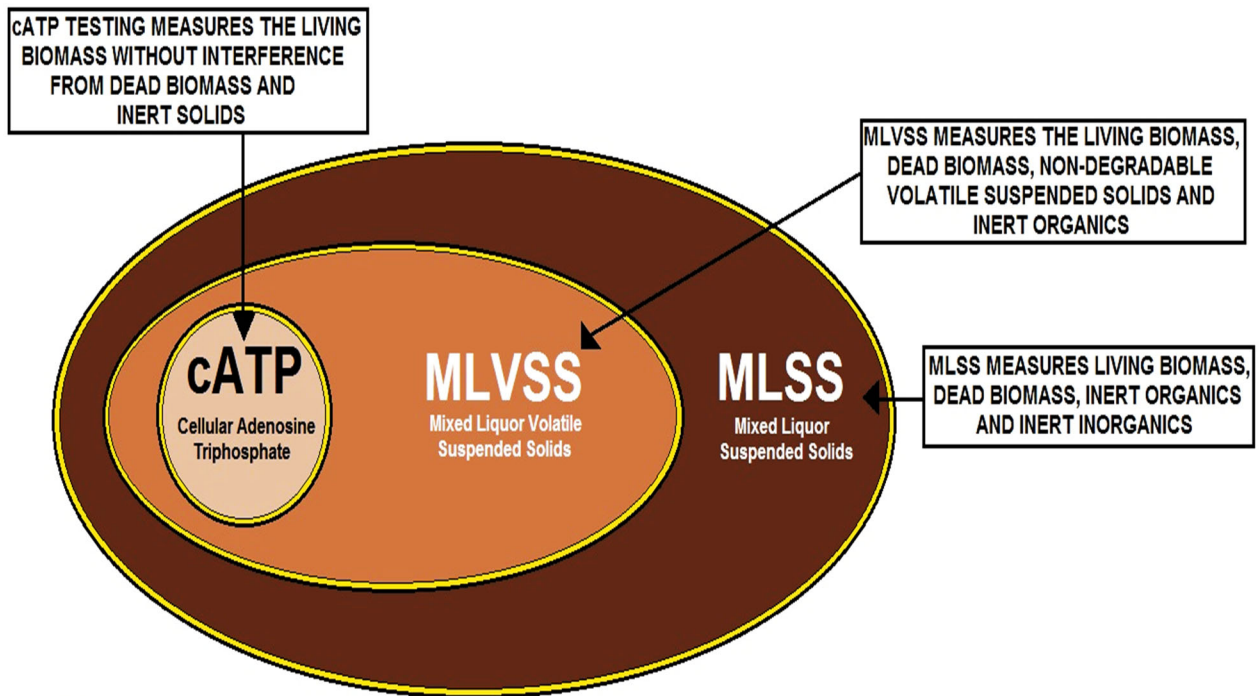 cATP TESTING MEASURES THE LIVING
BIOMASS WITHOUT INTERFERENCE
FROM DEAD BIOMASS AND
INERT SOLIDS
MLVSS MEASURES THE LIVING BIOMASS,
DEAD BIOMASS, NON-DEGRADABLE
VOLATILE SUSPENDED SOLIDS AND
INERT ORGANICS
cATP
Cellular Adenosine
Triphosphate
MLVSS
Mixed Liquor Volatile
Suspended Solids
MLSS
Mixed Liquor
Suspended Solids
MLSS MEASURES LIVING BIOMASS,
DEAD BIOMASS, INERT ORGANICS
AND INERT INORGANICS